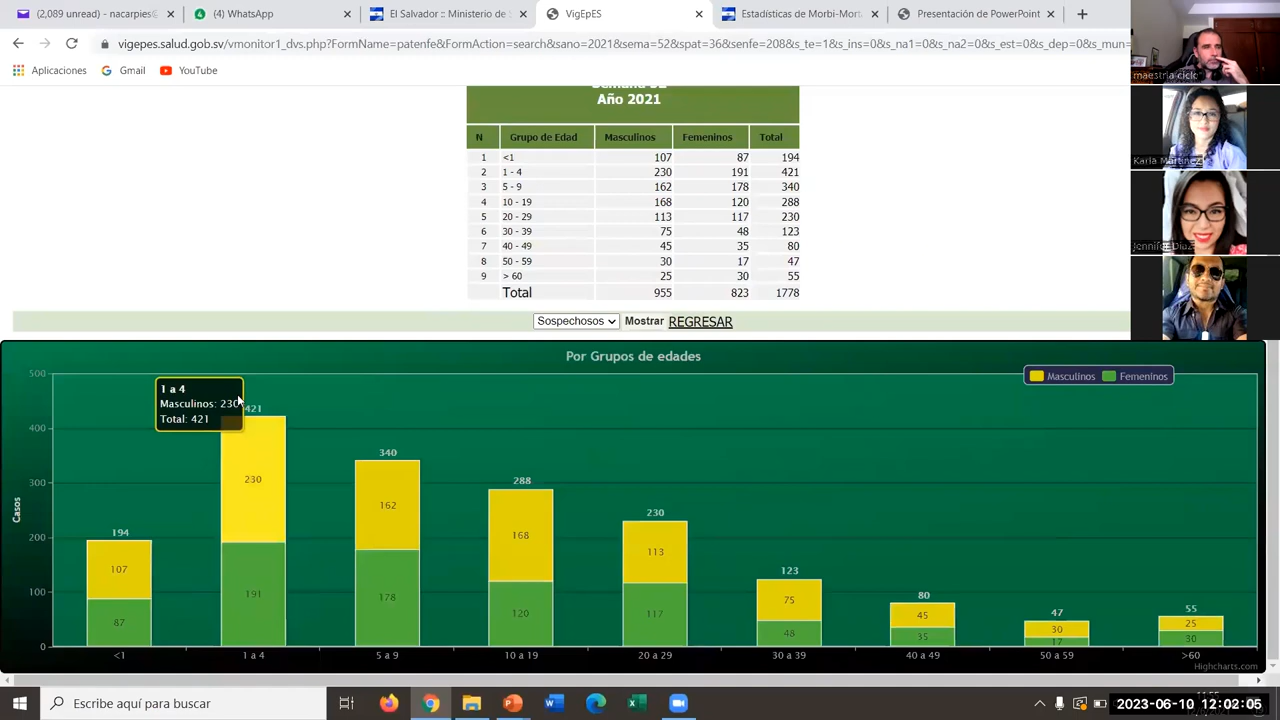 (2,089 unread) - nacarpies@
(4) WhatsApp
El Salvador :: Ministerio de S
VigEpES
Estadísticas de Morbi-Mort
Presentación de PowerPoint
vigepes.salud.gob.sv/vmonitor1_dvs.php?FormName=patene&FormAction=search&sano=2021&sema=52&spat=36&senfe=203&s_te=1&s_ins=0&s_na1=0&s_na2=0&s_est=0&s_dep=0&s_mun=
Aplicaciones Gmail YouTube
Semana 52
Año 2021
N Grupo de Edad Masculinos Femeninos Total
1 <1 107 87 194
2 1 - 4 230 191 421
3 5 - 9 162 178 340
4 10 - 19 168 120 288
5 20 - 29 113 117 230
6 30 - 39 75 48 123
7 40 - 49 45 35 80
8 50 - 59 30 17 47
9 > 60 25 30 55
Total 955 823 1778
Sospechosos Mostrar REGRESAR
Por Grupos de edades
Masculinos Femeninos
Casos
500
400
300
200
100
0
1 a 4
Masculinos: 230
Total: 421
194
107
87
421
230
191
340
162
178
288
168
120
230
113
117
123
75
48
80
45
35
47
30
17
55
25
30
<1 1 a 4 5 a 9 10 a 19 20 a 29 30 a 39 40 a 49 50 a 59 >60
Highcharts.com
maestria-cick
Karla Martinez
Jennifer Diaz
Escribe aquí para buscar
2023-06-10 12:02:05